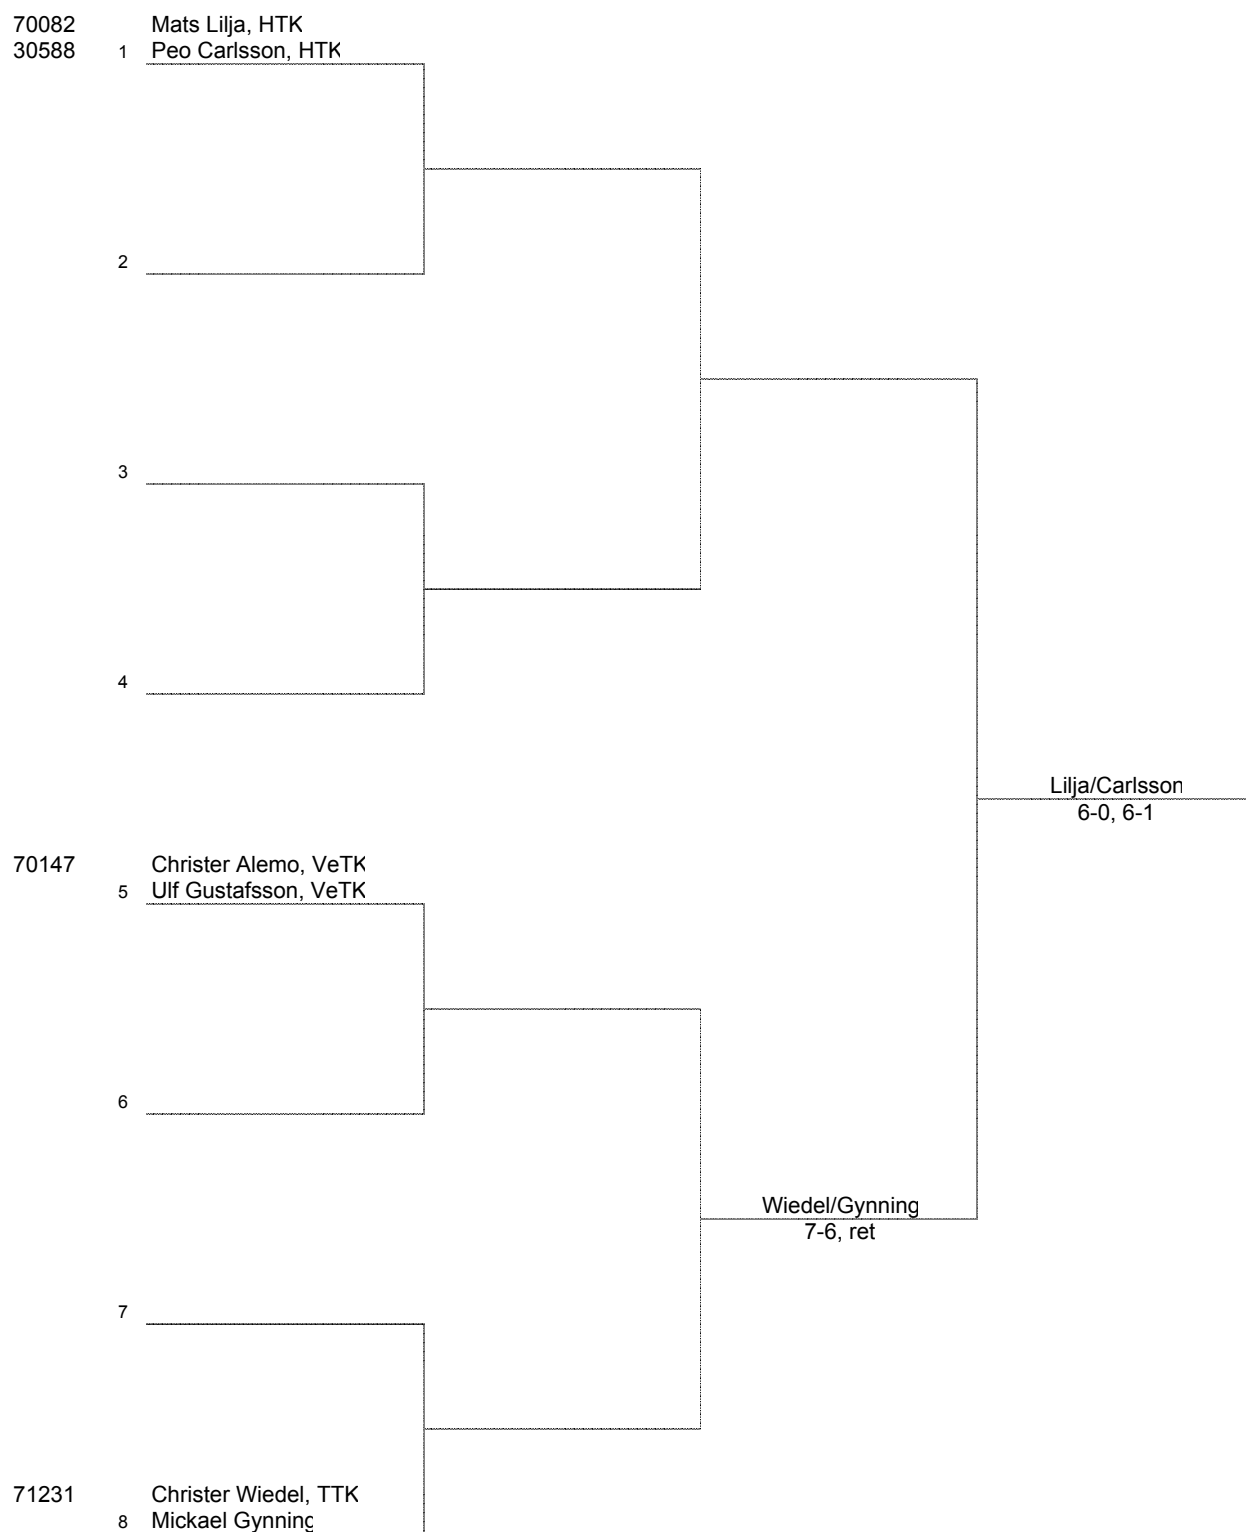 70082 Mats Lilja, HTK
30588 1 Peo Carlsson, HTK
2
3
4
Lilja/Carlsson
6-0, 6-1
70147 Christer Alemo, VeTK
5 Ulf Gustafsson, VeTK
6
Wiedel/Gynning
7-6, ret
7
71231 Christer Wiedel, TTK
8 Mickael Gynning